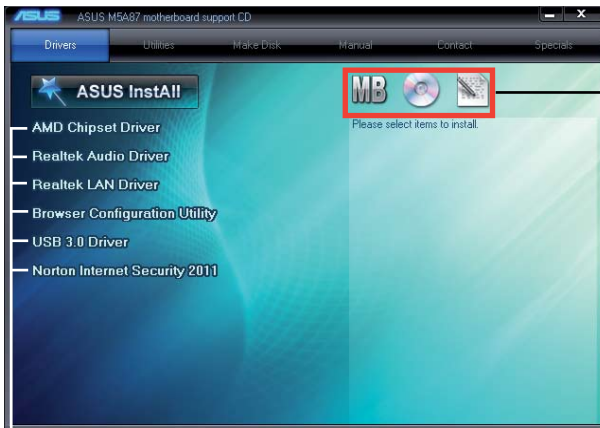 ASUS ASUS M5A87 motherboard support CD
Drivers Utilities Make Disk Manual Contact Specials
ASUS InstAll
MB
Please select items to install.
AMD Chipset Driver
Realtek Audio Driver
Realtek LAN Driver
Browser Configuration Utility
USB 3.0 Driver
Norton Internet Security 2011